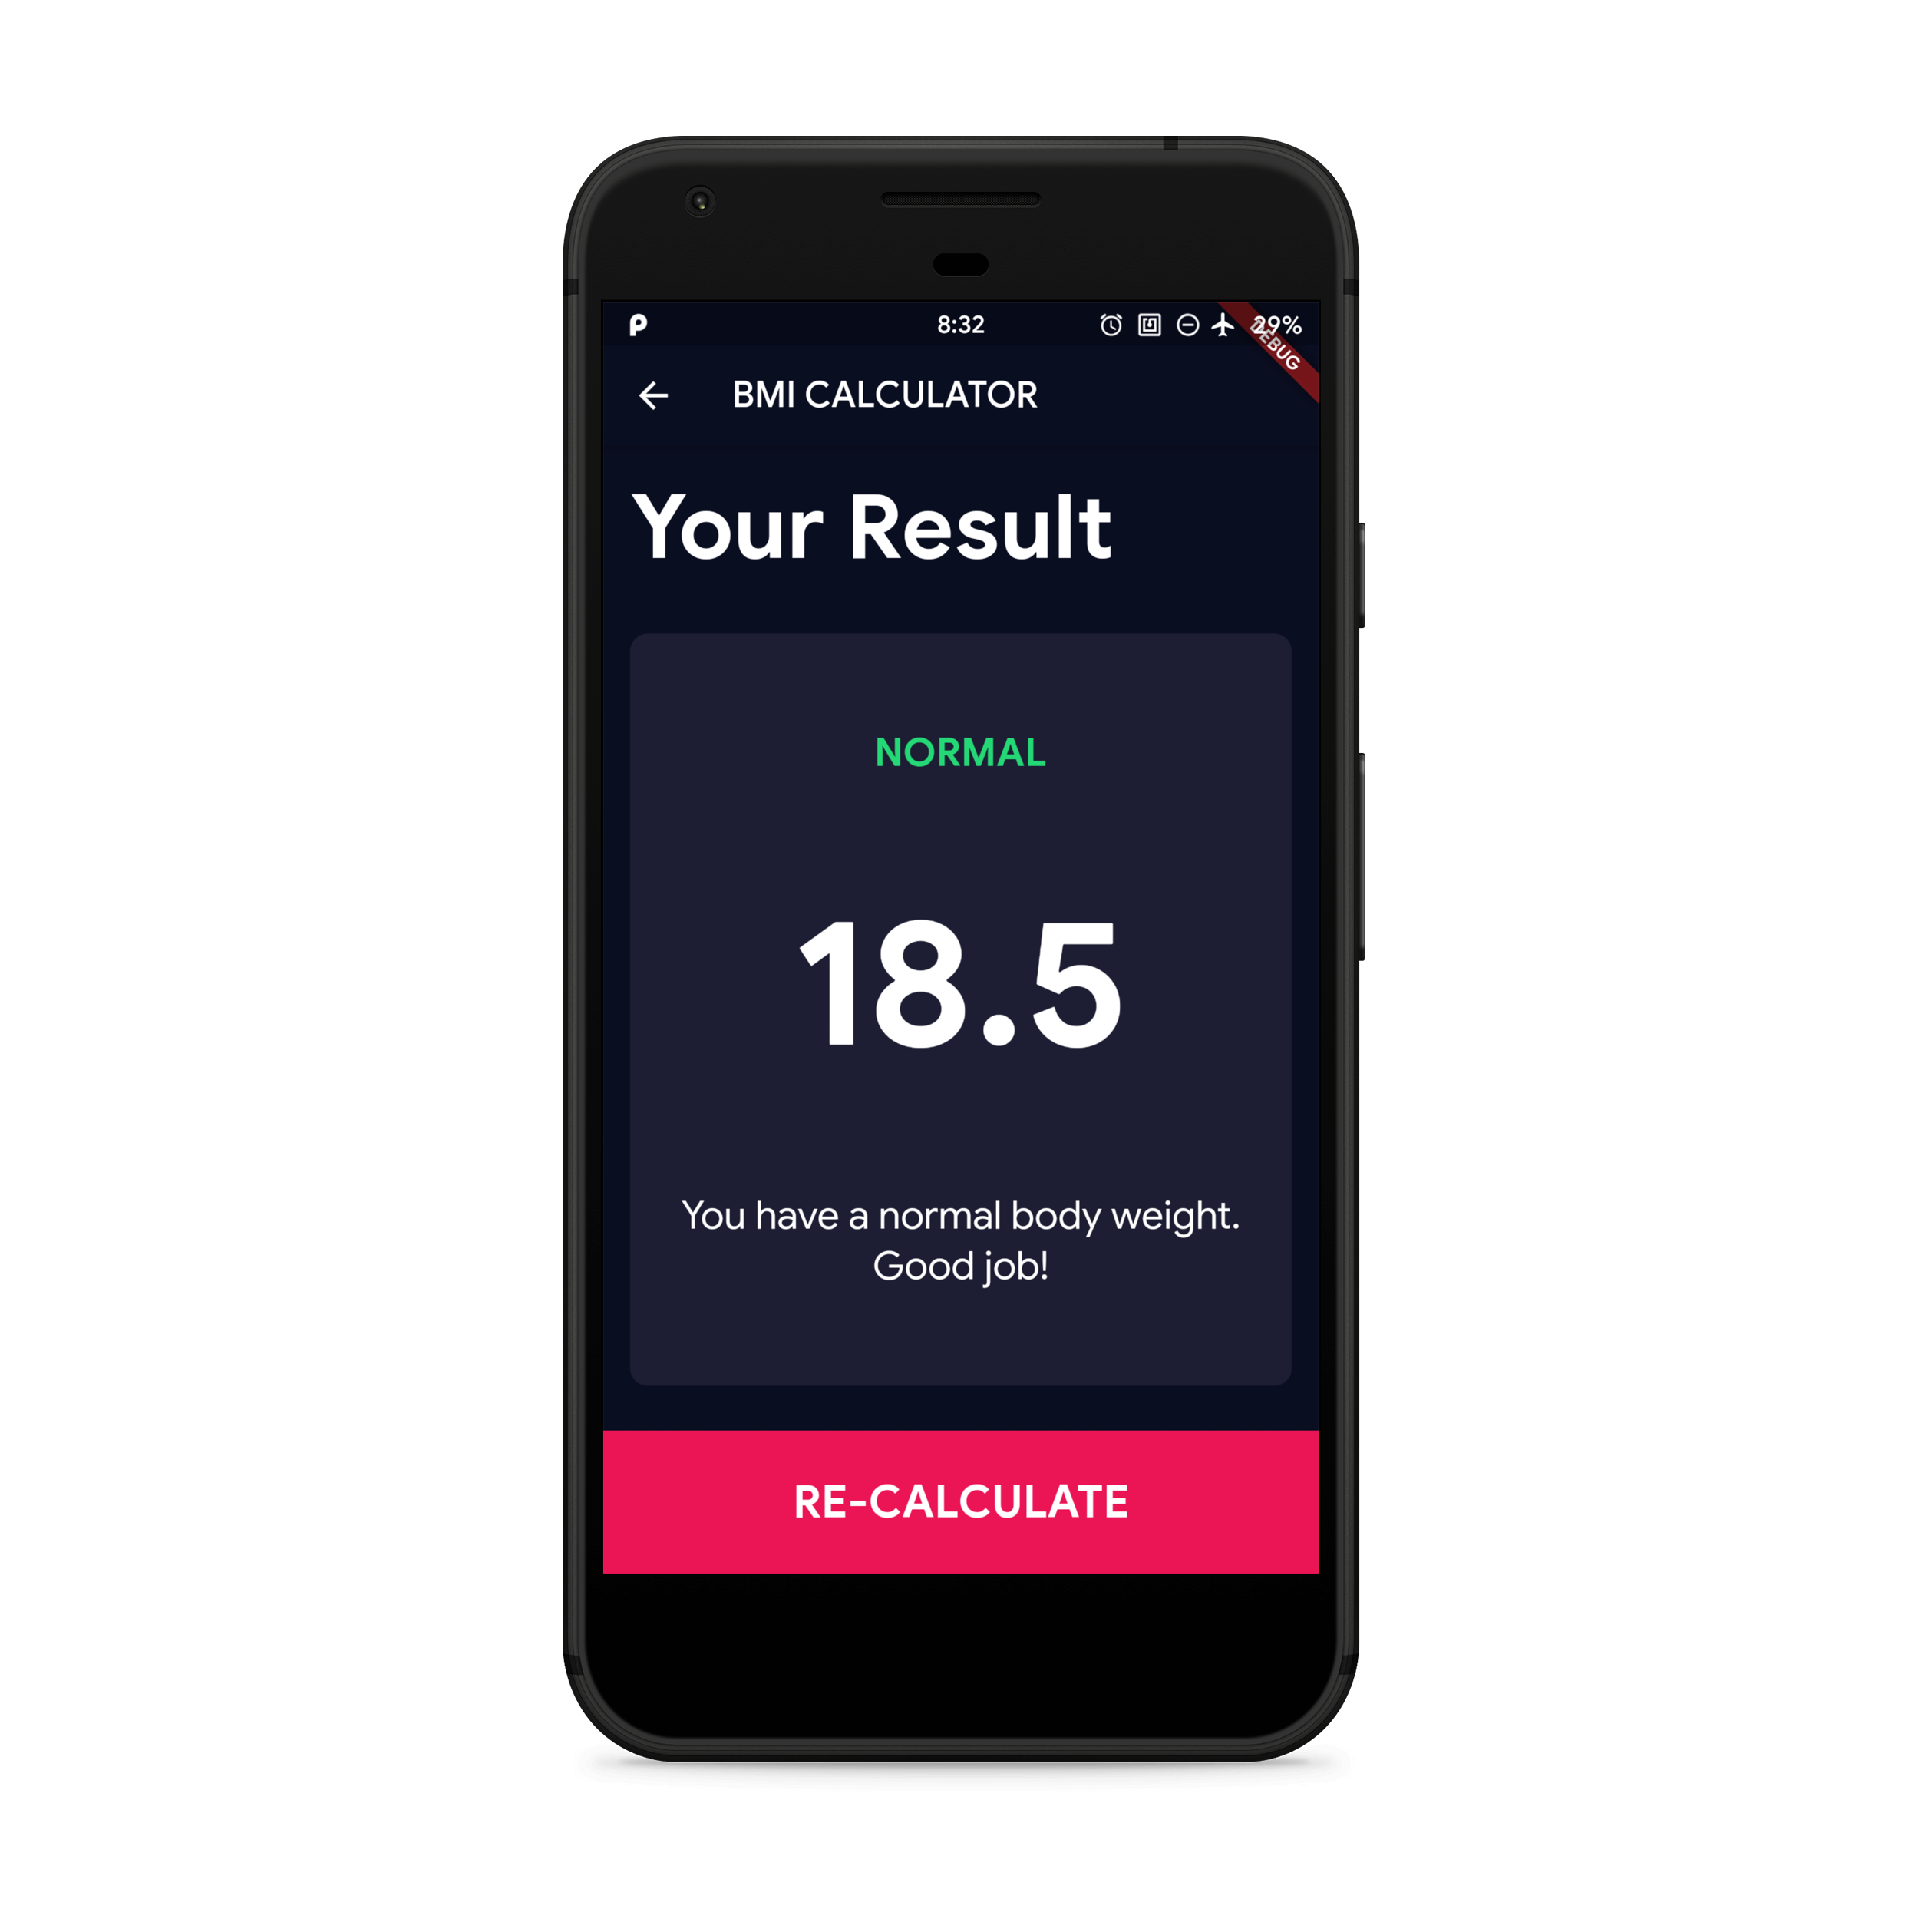 8:32
29%
DEBUG
BMI CALCULATOR
Your Result
NORMAL
18.5
You have a normal body weight.
Good job!
RE-CALCULATE